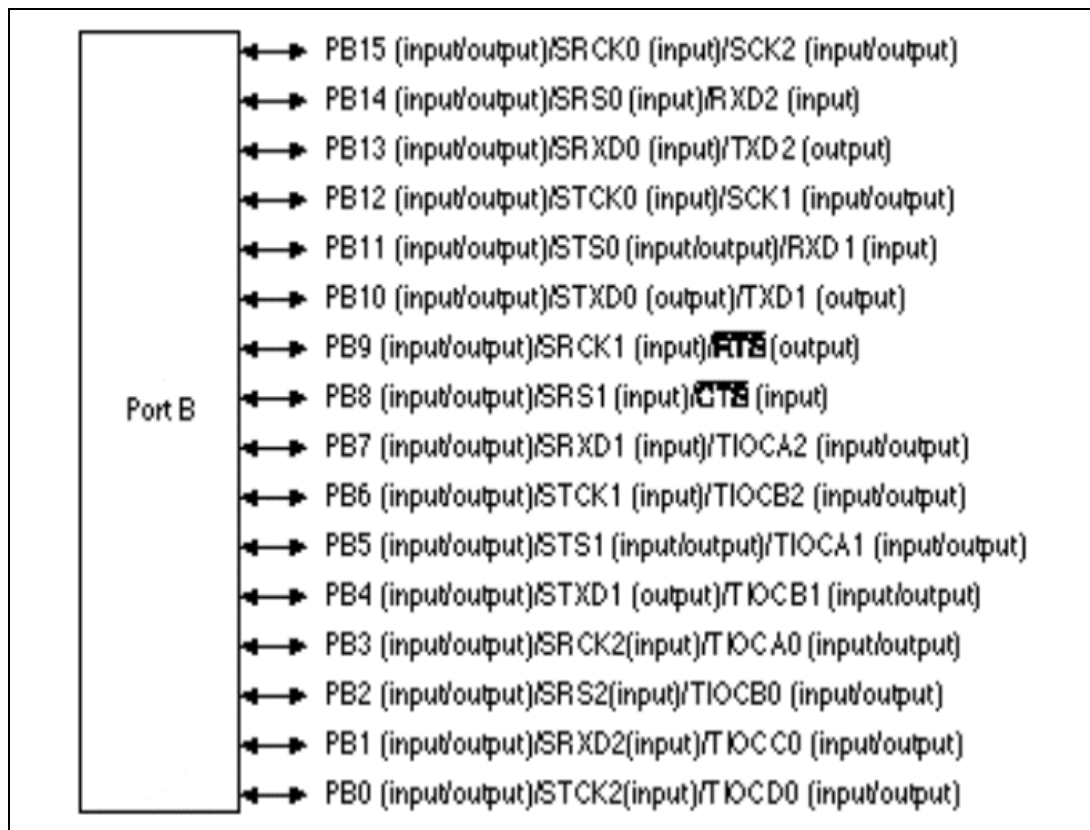 PB15 (input/output)/SRCK0 (input)/SCK2 (input/output)
PB14 (input/output)/SRS0 (input)/RXD2 (input)
PB13 (input/output)/SRXD0 (input)/TXD2 (output)
PB12 (input/output)/STCK0 (input)/SCK1 (input/output)
PB11 (input/output)/STS0 (input/output)/RXD1 (input)
PB10 (input/output)/STXD0 (output)/TXD1 (output)
PB9 (input/output)/SRCK1 (input)/RTS (output)
PB8 (input/output)/SRS1 (input)/CTS (input)
Port B
PB7 (input/output)/SRXD1 (input)/TIOCA2 (input/output)
PB6 (input/output)/STCK1 (input)/TIOCB2 (input/output)
PB5 (input/output)/STS1 (input/output)/TIOCA1 (input/output)
PB4 (input/output)/STXD1 (output)/TIOCB1 (input/output)
PB3 (input/output)/SRCK2(input)/TIOCA0 (input/output)
PB2 (input/output)/SRS2(input)/TIOCB0 (input/output)
PB1 (input/output)/SRXD2(input)/TIOCC0 (input/output)
PB0 (input/output)/STCK2(input)/TIOCD0 (input/output)